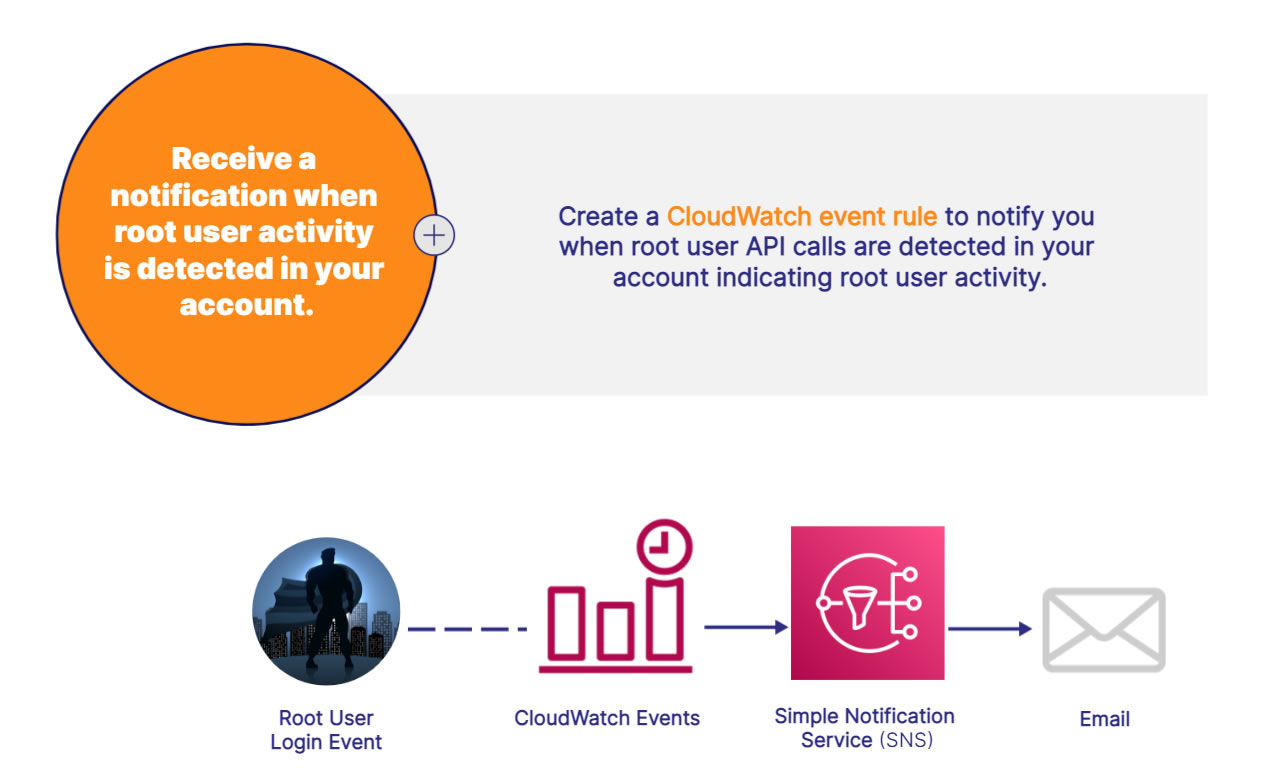 Receive a
notification when
root user activity
is detected in your
account.
Create a CloudWatch event rule to notify you
when root user API calls are detected in your
account indicating root user activity.
Root User
Login Event
CloudWatch Events
Simple Notification
Service (SNS)
Email